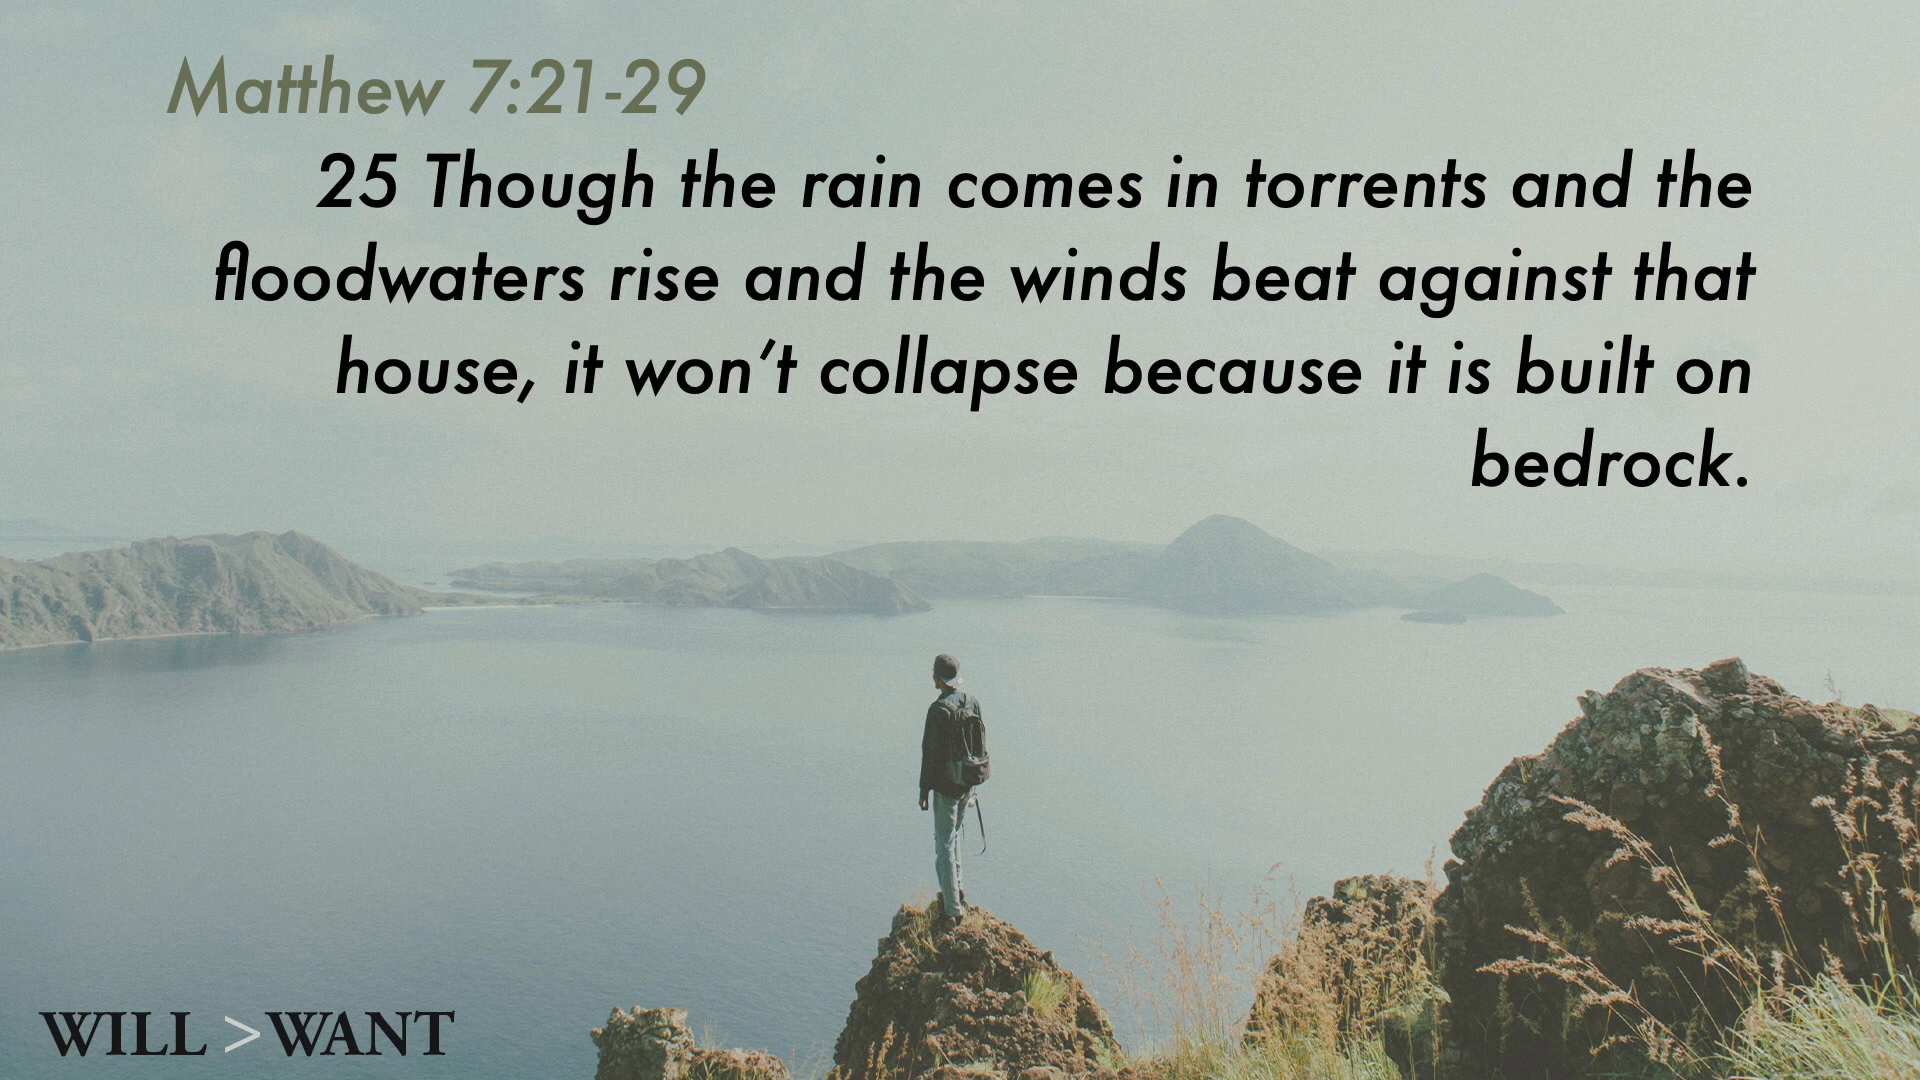 Matthew 7:21-29
25 Though the rain comes in torrents and the
floodwaters rise and the winds beat against that
house, it won’t collapse because it is built on
bedrock.
WILL >WANT